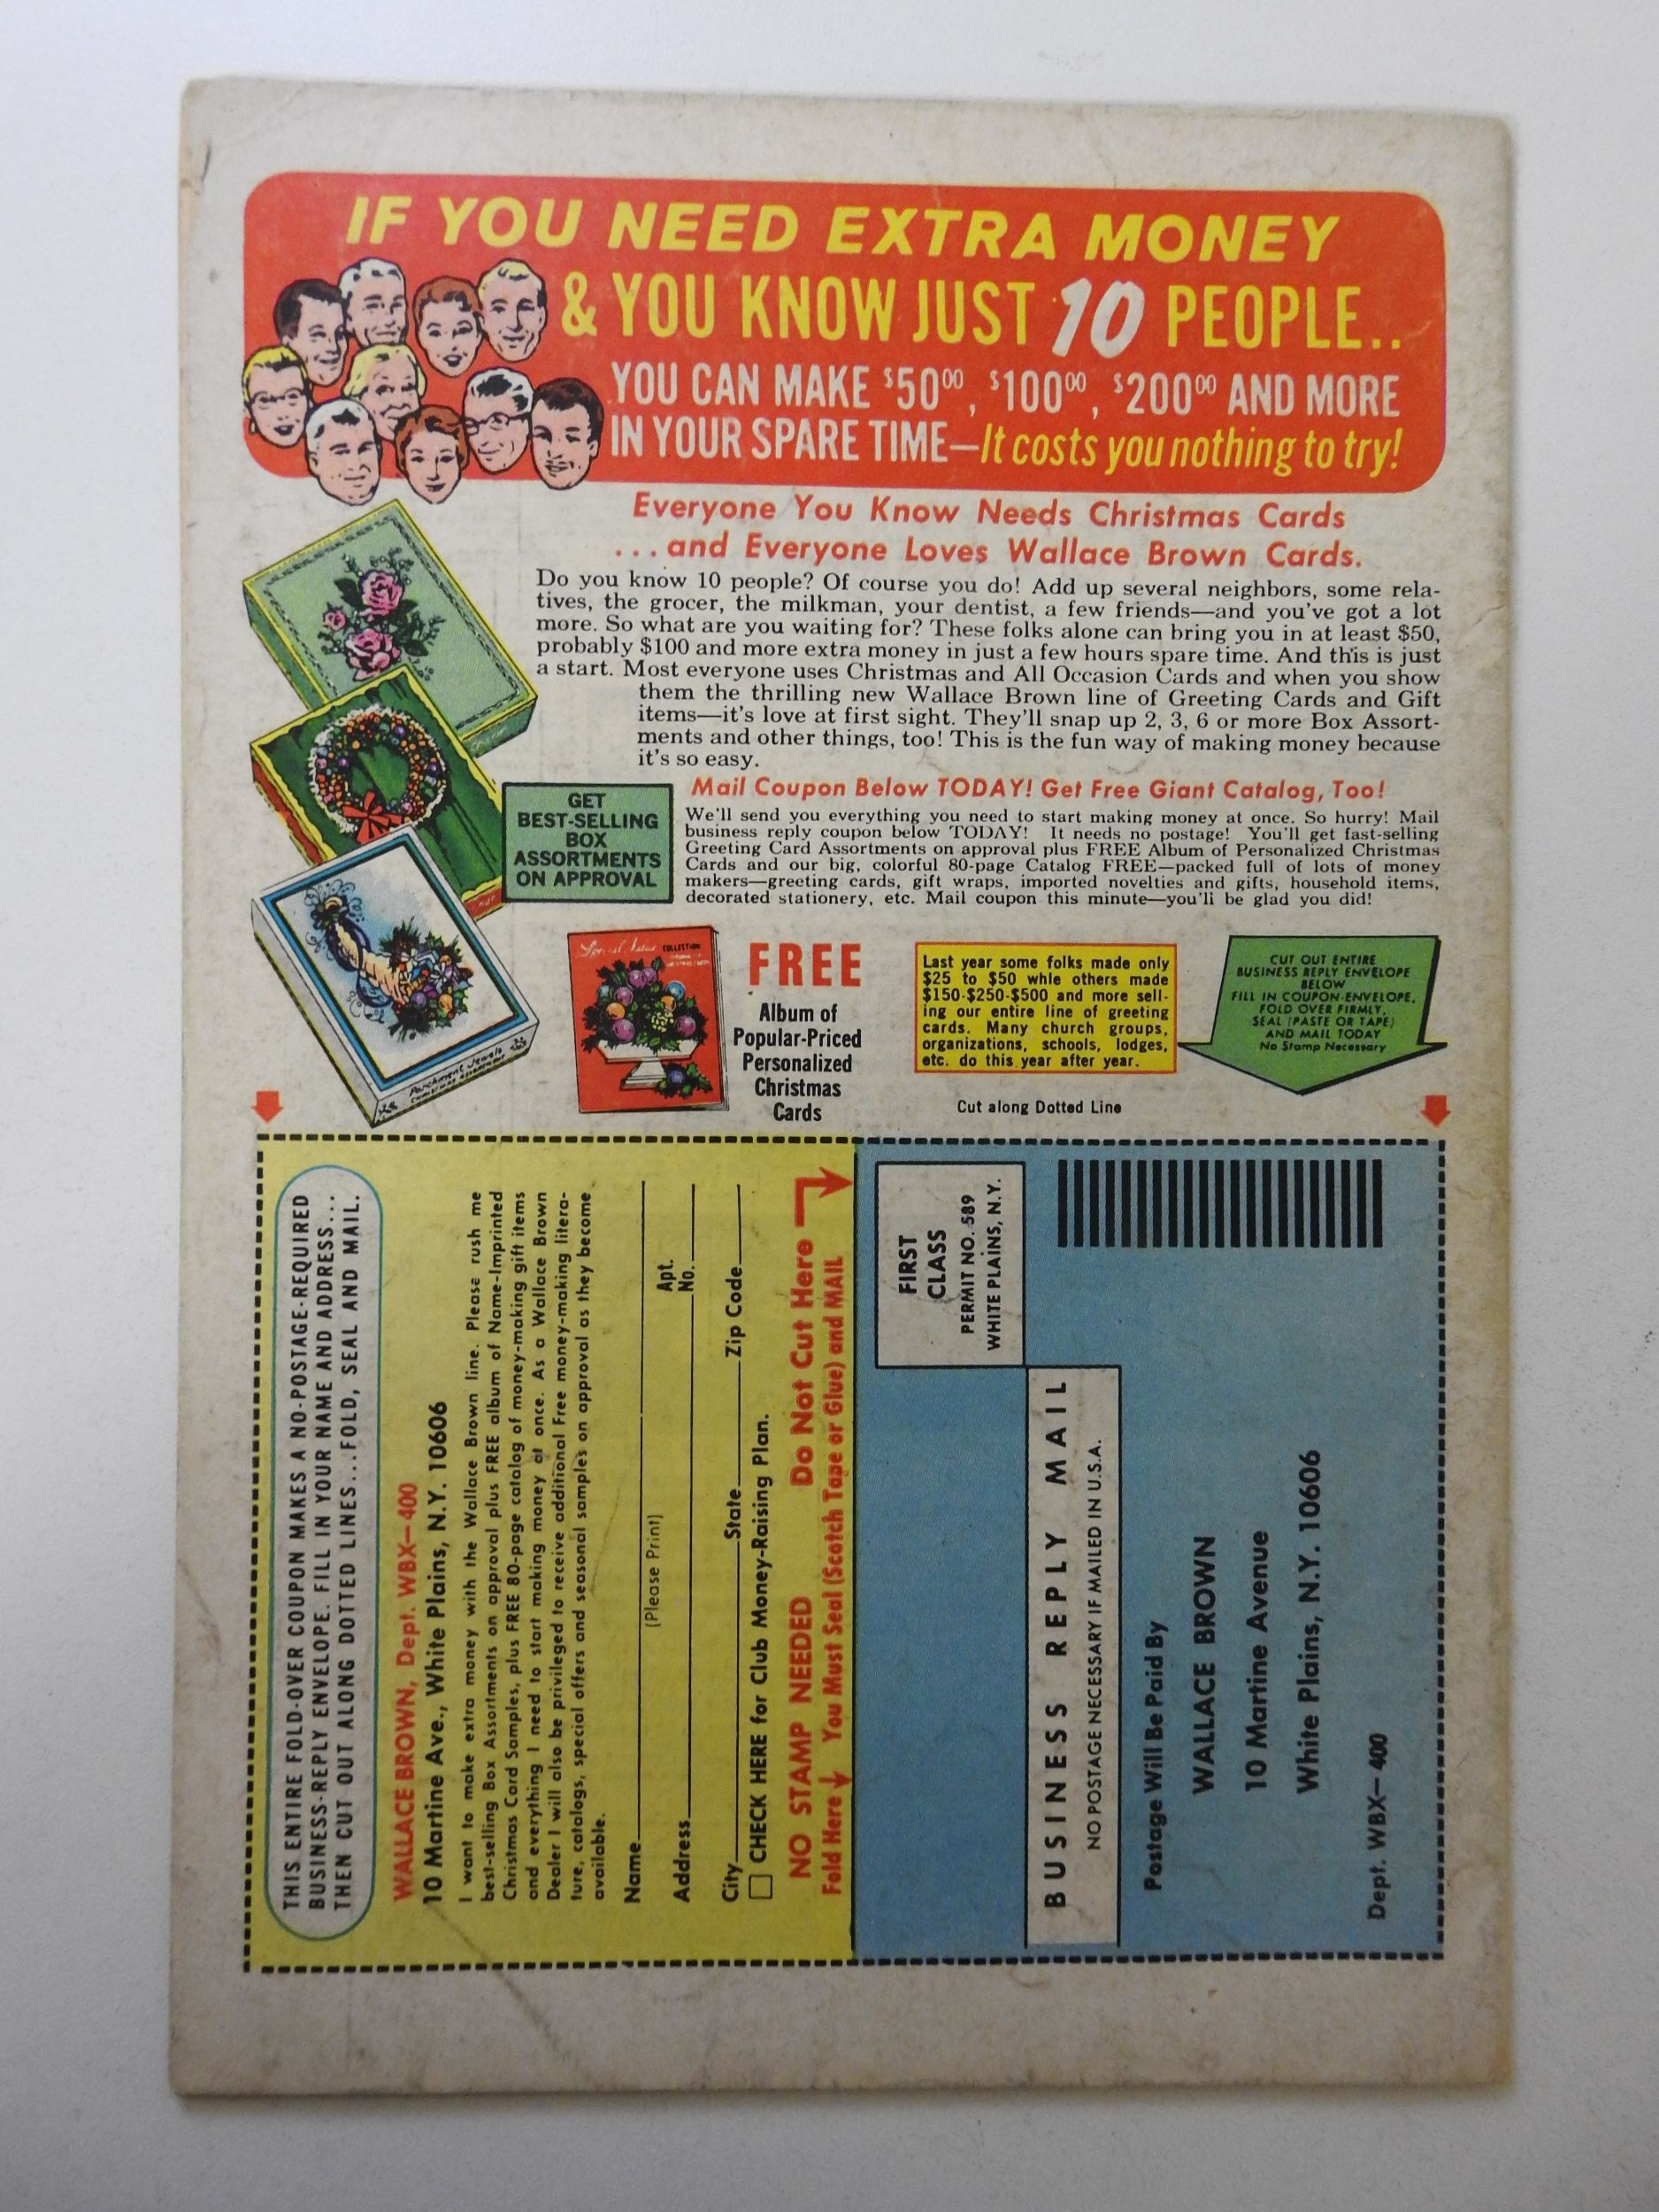 IF YOU NEED EXTRA MONEY
& YOU KNOW JUST 10 PEOPLE..
YOU CAN MAKE $50⁰⁰, $100⁰⁰, $200⁰⁰ AND MORE
IN YOUR SPARE TIME—It costs you nothing to try!
Everyone You Know Needs Christmas Cards
...and Everyone Loves Wallace Brown Cards.
Do you know 10 people? Of course you do! Add up several neighbors, some rela-
tives, the grocer, the milkman, your dentist, a few friends—and you've got a lot
more. So what are you waiting for? These folks alone can bring you in at least $50,
probably $100 and more extra money in just a few hours spare time. And this is just
a start. Most everyone uses Christmas and All Occasion Cards and when you show
them the thrilling new Wallace Brown line of Greeting Cards and Gift
items—it's love at first sight. They'll snap up 2, 3, 6 or more Box Assort-
ments and other things, too! This is the fun way of making money because
it's so easy.
GET
BEST-SELLING
BOX
ASSORTMENTS
ON APPROVAL
Mail Coupon Below TODAY! Get Free Giant Catalog, Too!
We'll send you everything you need to start making money at once. So hurry! Mail
business reply coupon below TODAY! It needs no postage! You'll get fast-selling
Greeting Card Assortments on approval plus FREE Album of Personalized Christmas
Cards and our big, colorful 80-page Catalog FREE—packed full of lots of money
makers—greeting cards, gift wraps, imported novelties and gifts, household items,
decorated stationery, etc. Mail coupon this minute—you'll be glad you did!
Parchment Jewels
COLLECTION
FREE
Album of
Popular-Priced
Personalized
Christmas
Cards
Last year some folks made only
$25 to $50 whle others made
$150-$250-$500 and more sell-
ing our entire line of greeting
cards. Many church groups,
organizations, schools, lodges,
etc. do this year after year.
CUT OUT ENTIRE
BUSINESS REPLY ENVELOPE
BELOW
FILL IN COUPON-ENVELOPE,
FOLD OVER FIRMLY,
SEAL (PASTE OR TAPE)
AND MAIL TODAY
No Stamp Necessary
Cut along Dotted Line
THIS ENTIRE FOLD-OVER COUPON MAKES A NO-POSTAGE-REQUIRED
BUSINESS-REPLY ENVELOPE. FILL IN YOUR NAME AND ADDRESS...
THEN CUT OUT ALONG DOTTED LINES...FOLD, SEAL AND MAIL.
WALLACE BROWN, Dept. WBX—400
10 Martine Ave., White Plains, N.Y. 10606
I want to make extra money with the Wallace Brown line. Please rush me
best-selling Box Assortments on approval plus FREE album of Name-Imprinted
Christmas Card Samples, plus FREE 80-page catalog of money-making gift items
and everything I need to start making money at once. As a Wallace Brown
Dealer I will also be privileged to receive additional Free money-making litera-
ture, catalogs, special offers and seasonal samples on approval as they become
available.
Name
(Please Print)
Address Apt. No.
City State Zip Code
CHECK HERE for Club Money-Raising Plan.
NO STAMP NEEDED Do Not Cut Here
Fold Here You Must Seal (Scotch Tape or Glue) and MAIL
FIRST
CLASS
PERMIT NO. 589
WHITE PLAINS, N.Y.
BUSINESS REPLY MAIL
NO POSTAGE NECESSARY IF MAILED IN U.S.A.
Postage Will Be Paid By
WALLACE BROWN
10 Martine Avenue
White Plains, N.Y. 10606
Dept. WBX—400